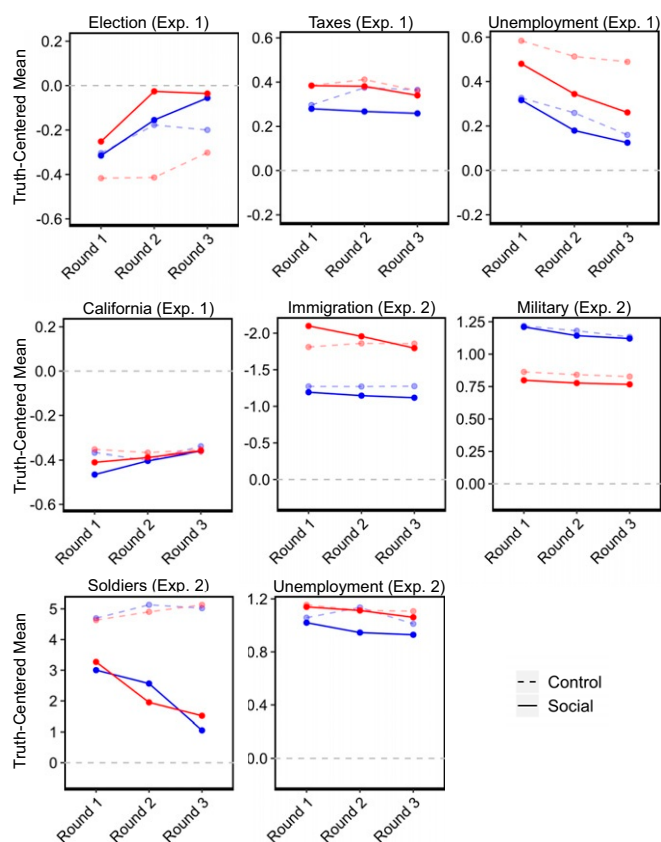 Election (Exp. 1) Taxes (Exp. 1) Unemployment (Exp. 1)
Truth-Centered Mean
0.2
0.0
-0.2
-0.4
-0.6
Round 1 Round 2 Round 3
0.6
0.4
0.2
0.0
-0.2
Round 1 Round 2 Round 3
0.6
0.4
0.2
0.0
-0.2
Round 1 Round 2 Round 3
California (Exp. 1) Immigration (Exp. 2) Military (Exp. 2)
Truth-Centered Mean
0.2
0.0
-0.2
-0.4
-0.6
Round 1 Round 2 Round 3
-2.0
-1.5
-1.0
-0.5
0.0
Round 1 Round 2 Round 3
1.25
1.00
0.75
0.00
Round 1 Round 2 Round 3
Soldiers (Exp. 2) Unemployment (Exp. 2)
Truth-Centered Mean
5
4
3
2
1
0
Round 1 Round 2 Round 3
1.2
0.8
0.4
0.0
Round 1 Round 2 Round 3
Control
Social